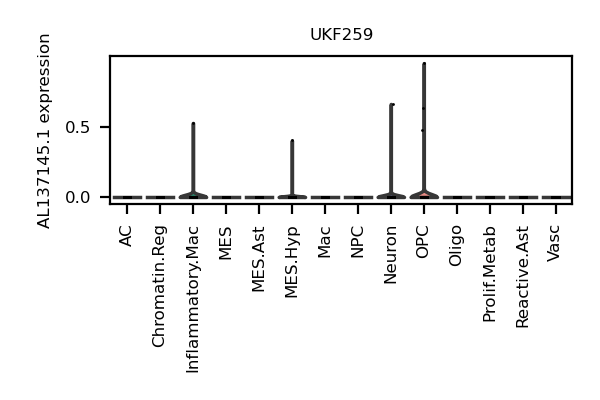 UKF259
AL137145.1 expression
0.5
0.0
AC
Chromatin.Reg
Inflammatory.Mac
MES
MES.Ast
MES.Hyp
Mac
NPC
Neuron
OPC
Oligo
Prolif.Metab
Reactive.Ast
Vasc